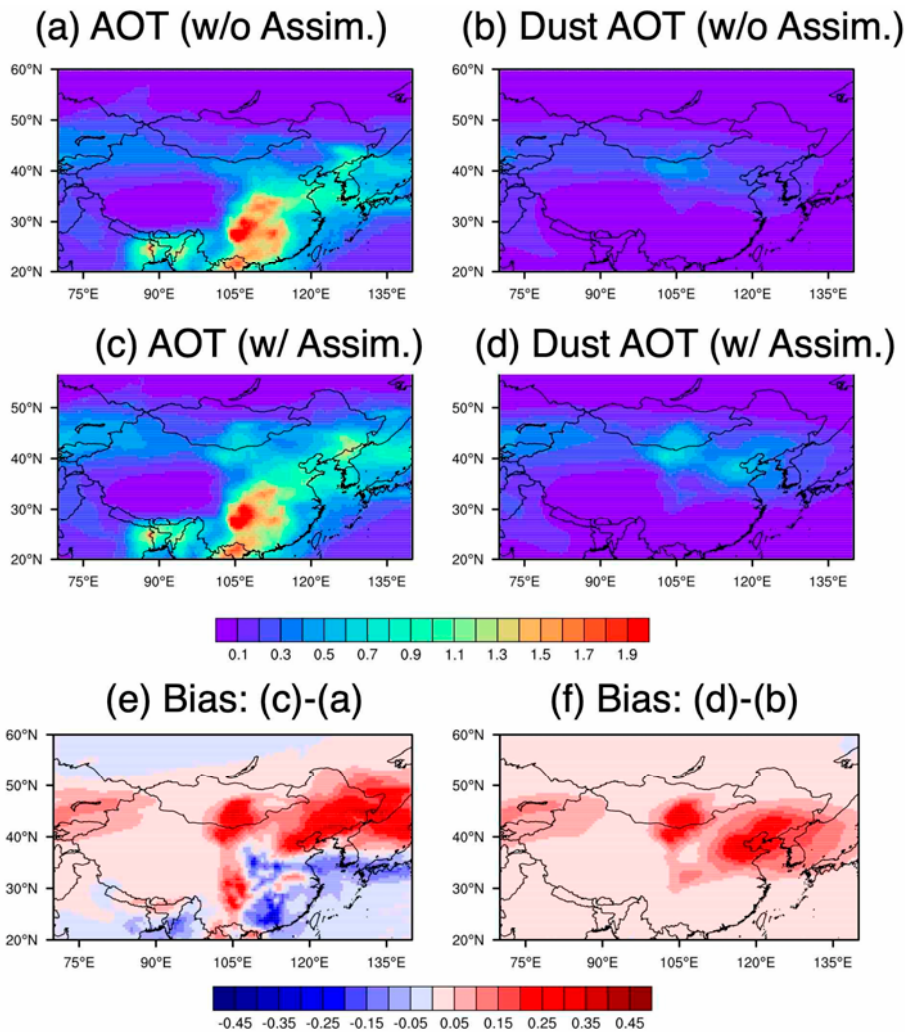 (a) AOT (w/o Assim.)
(b) Dust AOT (w/o Assim.)
60°N
50°N
40°N
30°N
20°N
75°E 90°E 105°E 120°E 135°E
60°N
50°N
40°N
30°N
20°N
75°E 90°E 105°E 120°E 135°E
(c) AOT (w/ Assim.)
(d) Dust AOT (w/ Assim.)
50°N
40°N
30°N
20°N
75°E 90°E 105°E 120°E 135°E
50°N
40°N
30°N
20°N
75°E 90°E 105°E 120°E 135°E
0.1 0.3 0.5 0.7 0.9 1.1 1.3 1.5 1.7 1.9
(e) Bias: (c)-(a)
(f) Bias: (d)-(b)
60°N
50°N
40°N
30°N
20°N
75°E 90°E 105°E 120°E 135°E
60°N
50°N
40°N
30°N
20°N
75°E 90°E 105°E 120°E 135°E
-0.45 -0.35 -0.25 -0.15 -0.05 0.05 0.15 0.25 0.35 0.45